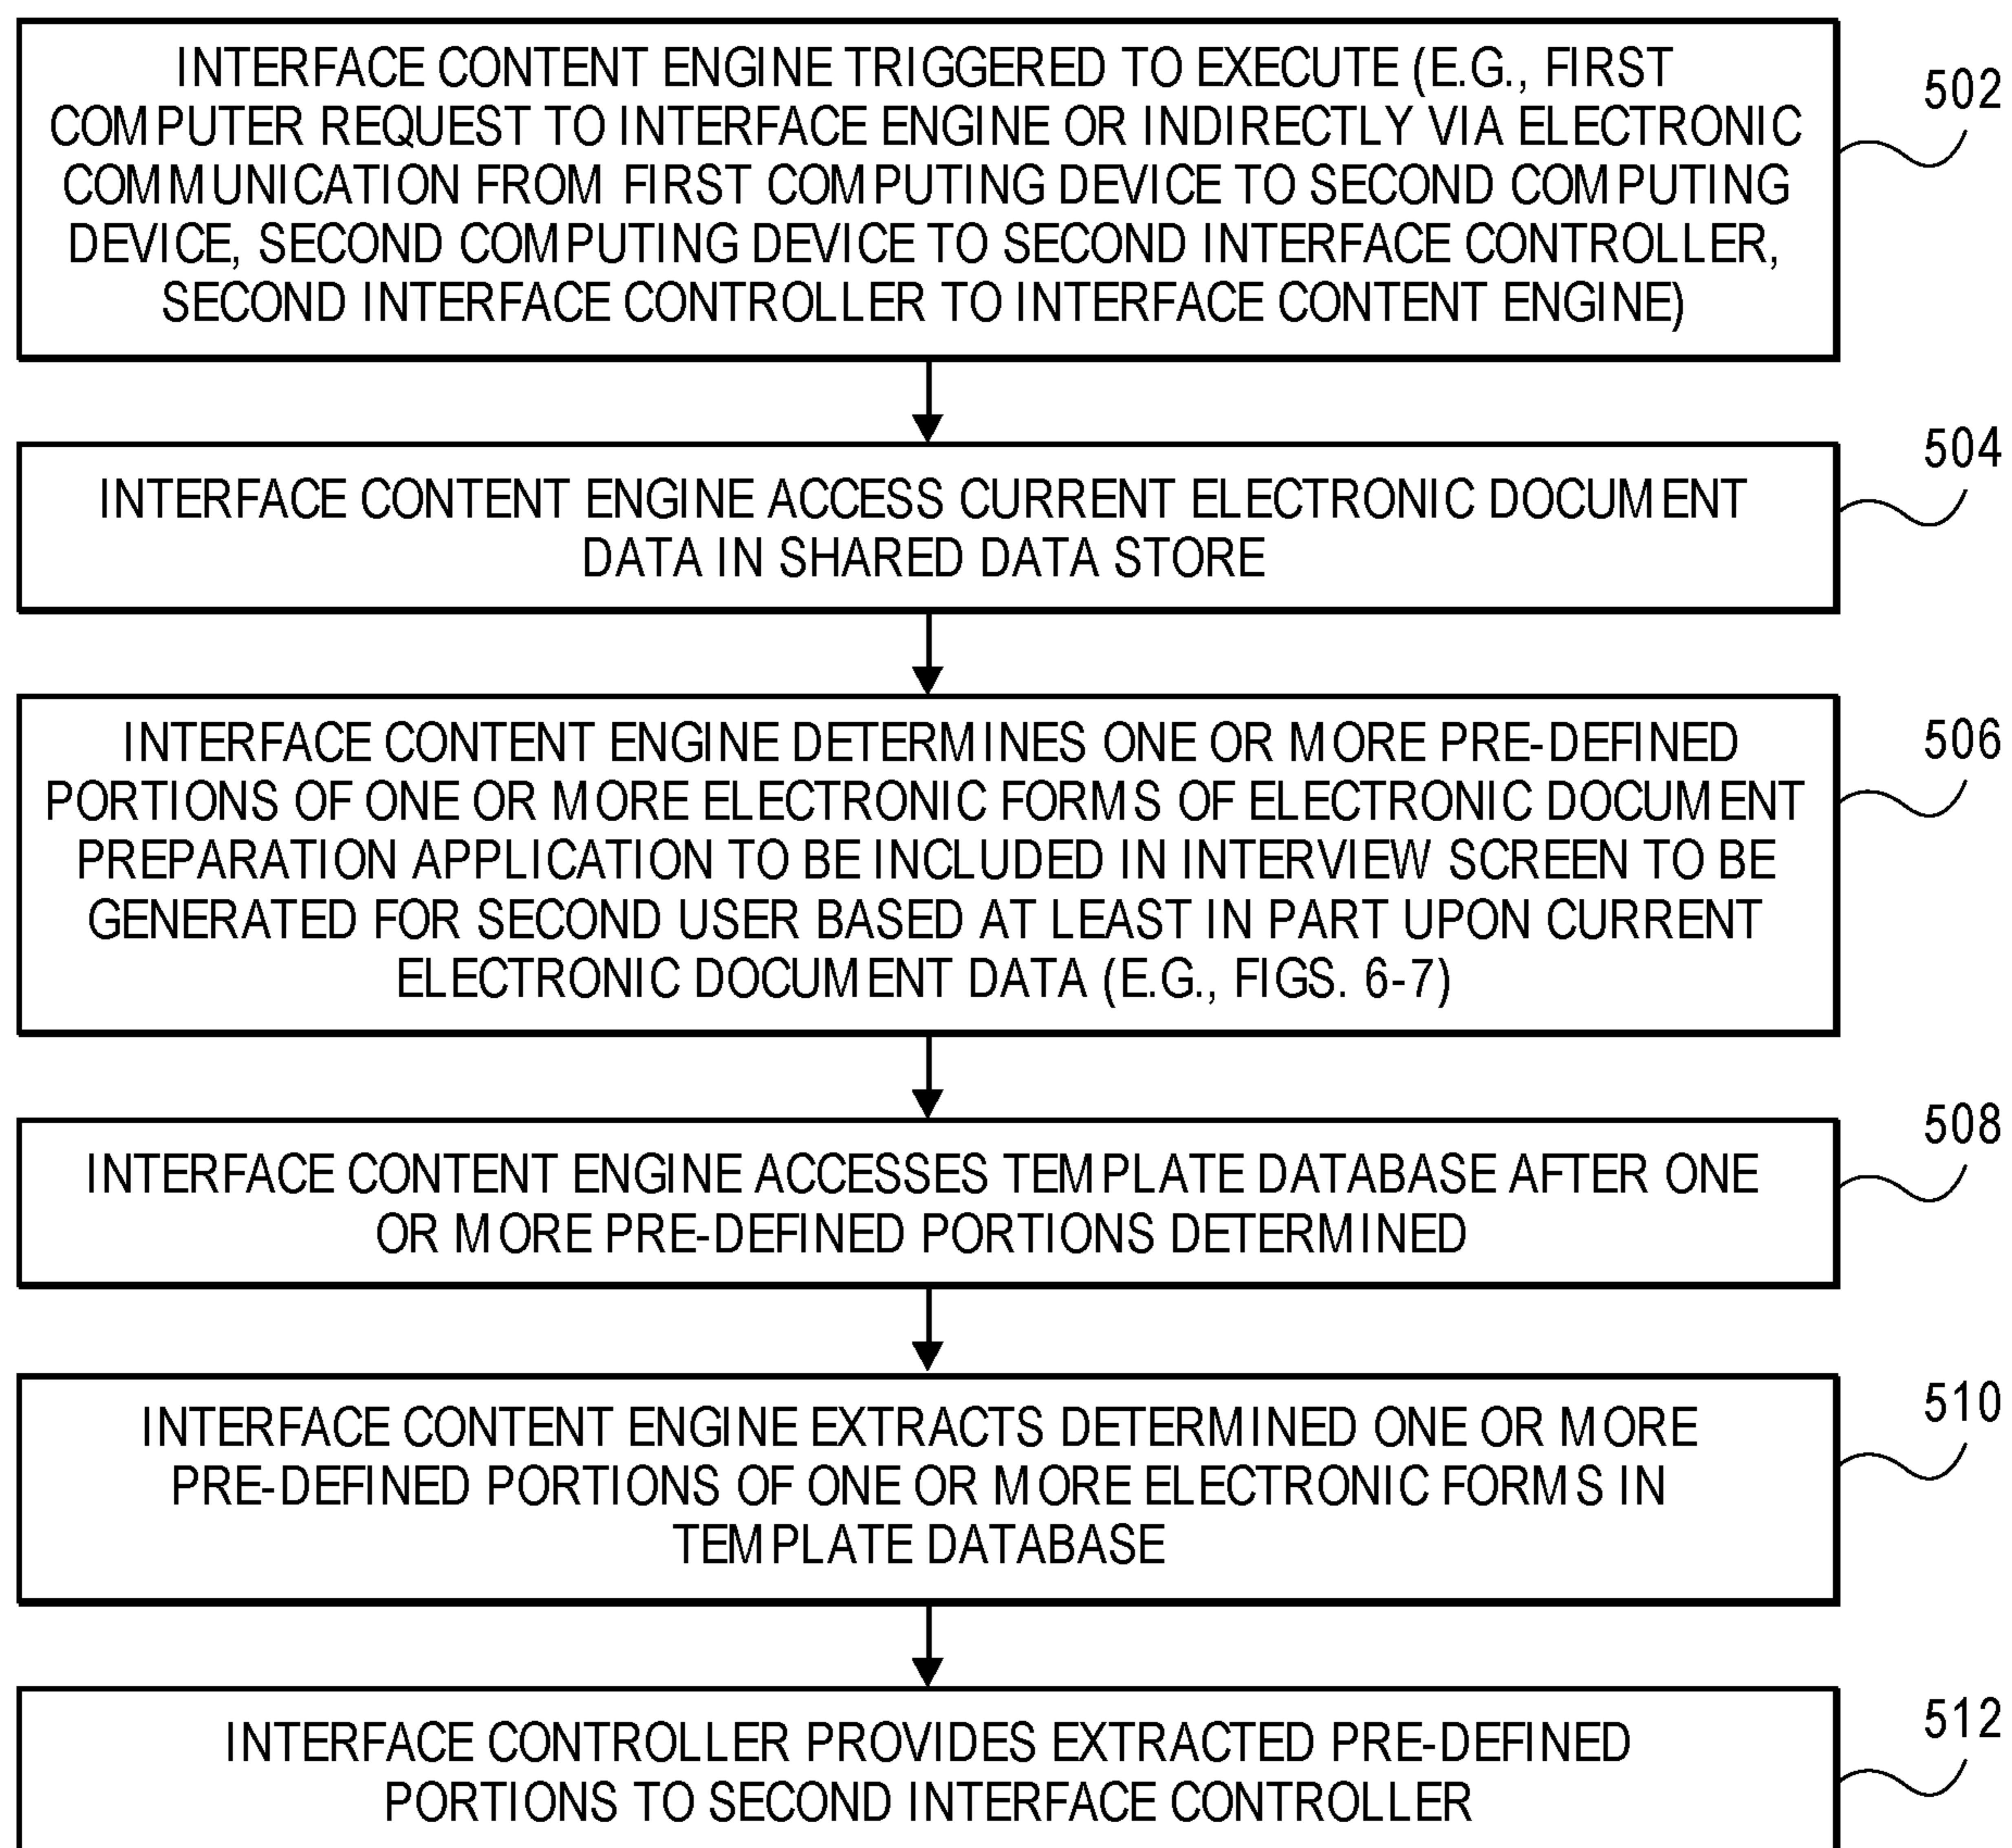 INTERFACE CONTENT ENGINE TRIGGERED TO EXECUTE (E.G., FIRST
COMPUTER REQUEST TO INTERFACE ENGINE OR INDIRECTLY VIA ELECTRONIC
COMMUNICATION FROM FIRST COMPUTING DEVICE TO SECOND COMPUTING
DEVICE, SECOND COMPUTING DEVICE TO SECOND INTERFACE CONTROLLER,
SECOND INTERFACE CONTROLLER TO INTERFACE CONTENT ENGINE)
502
INTERFACE CONTENT ENGINE ACCESS CURRENT ELECTRONIC DOCUMENT
DATA IN SHARED DATA STORE
504
INTERFACE CONTENT ENGINE DETERMINES ONE OR MORE PRE-DEFINED
PORTIONS OF ONE OR MORE ELECTRONIC FORMS OF ELECTRONIC DOCUMENT
PREPARATION APPLICATION TO BE INCLUDED IN INTERVIEW SCREEN TO BE
GENERATED FOR SECOND USER BASED AT LEAST IN PART UPON CURRENT
ELECTRONIC DOCUMENT DATA (E.G., FIGS. 6-7)
506
INTERFACE CONTENT ENGINE ACCESSES TEMPLATE DATABASE AFTER ONE
OR MORE PRE-DEFINED PORTIONS DETERMINED
508
INTERFACE CONTENT ENGINE EXTRACTS DETERMINED ONE OR MORE
PRE-DEFINED PORTIONS OF ONE OR MORE ELECTRONIC FORMS IN
TEMPLATE DATABASE
510
INTERFACE CONTROLLER PROVIDES EXTRACTED PRE-DEFINED
PORTIONS TO SECOND INTERFACE CONTROLLER
512